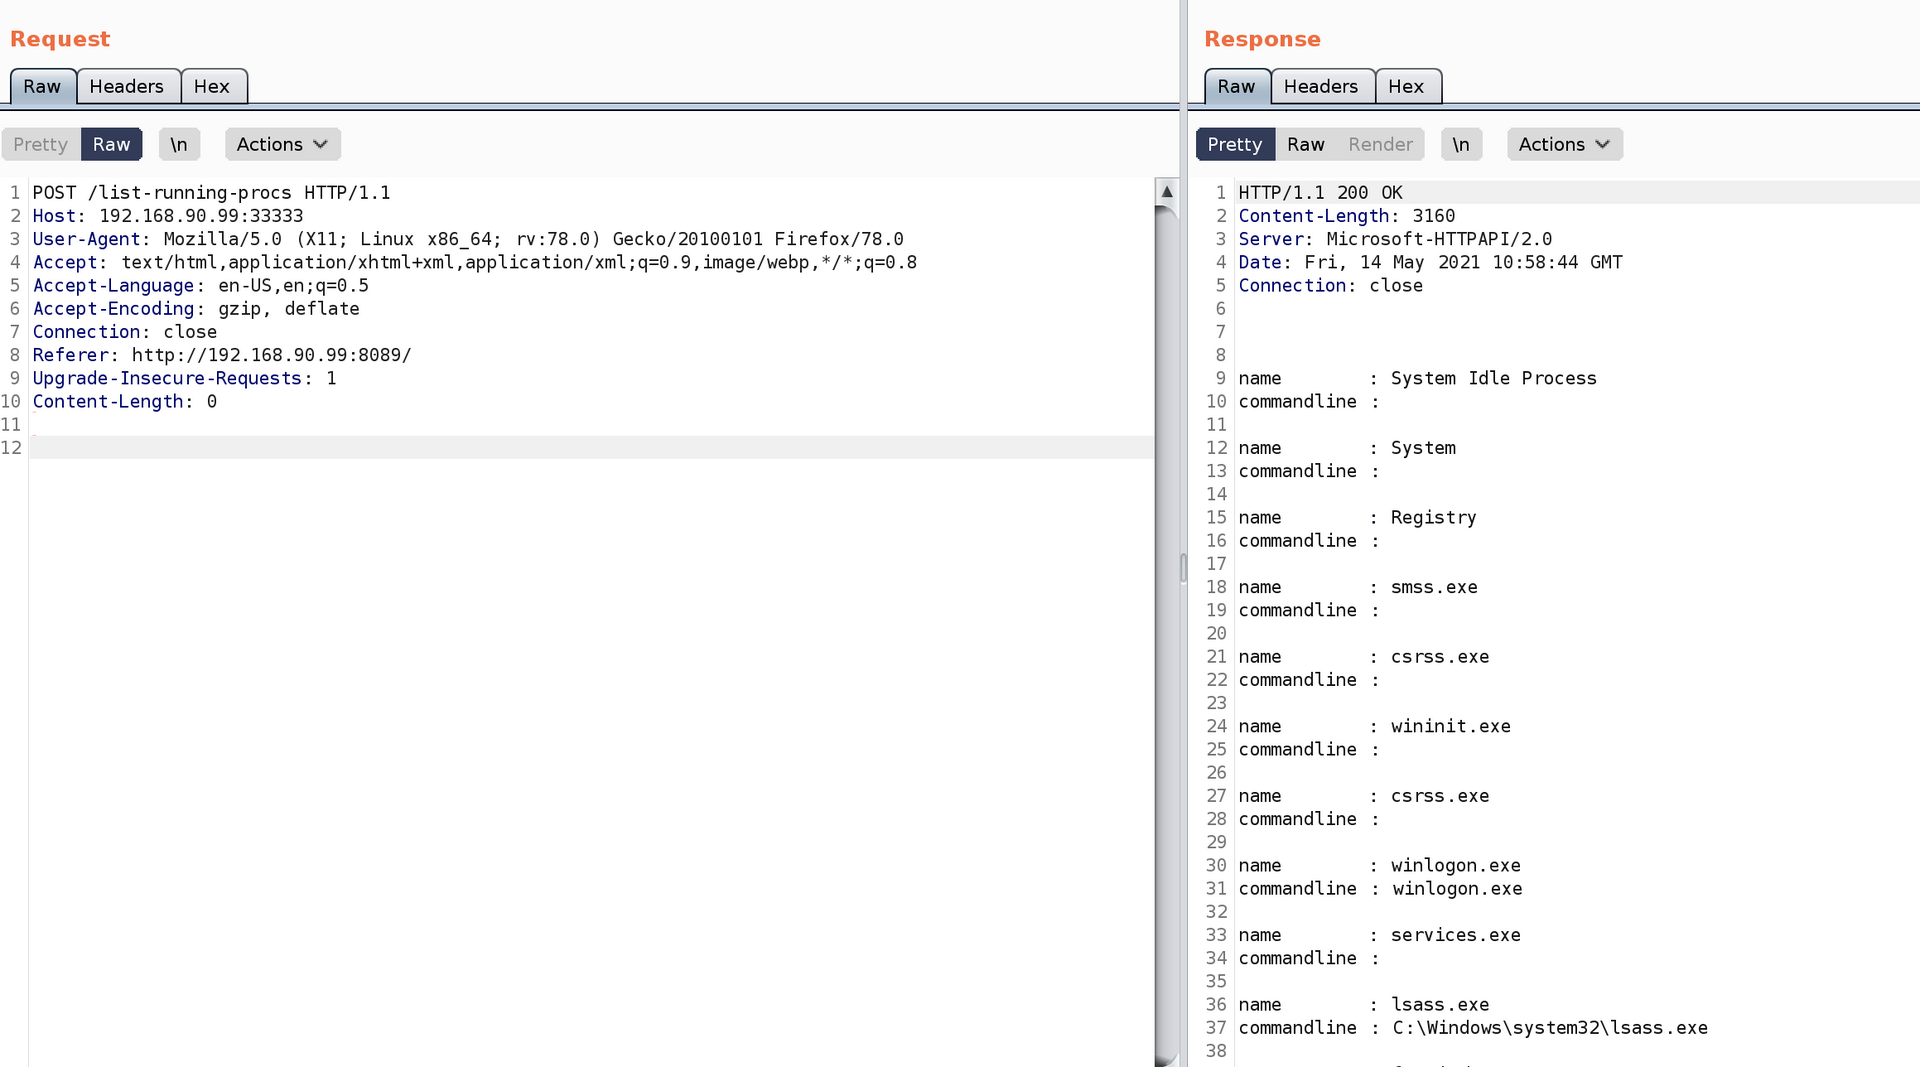 Request
Raw Headers Hex
Pretty Raw \n Actions
1 POST /list-running-procs HTTP/1.1
2 Host: 192.168.90.99:33333
3 User-Agent: Mozilla/5.0 (X11; Linux x86_64; rv:78.0) Gecko/20100101 Firefox/78.0
4 Accept: text/html,application/xhtml+xml,application/xml;q=0.9,image/webp,*/*;q=0.8
5 Accept-Language: en-US,en;q=0.5
6 Accept-Encoding: gzip, deflate
7 Connection: close
8 Referer: http://192.168.90.99:8089/
9 Upgrade-Insecure-Requests: 1
10 Content-Length: 0
11
12
Response
Raw Headers Hex
Pretty Raw Render \n Actions
1 HTTP/1.1 200 OK
2 Content-Length: 3160
3 Server: Microsoft-HTTPAPI/2.0
4 Date: Fri, 14 May 2021 10:58:44 GMT
5 Connection: close
6
7
8
9 name : System Idle Process
10 commandline :
11
12 name : System
13 commandline :
14
15 name : Registry
16 commandline :
17
18 name : smss.exe
19 commandline :
20
21 name : csrss.exe
22 commandline :
23
24 name : wininit.exe
25 commandline :
26
27 name : csrss.exe
28 commandline :
29
30 name : winlogon.exe
31 commandline : winlogon.exe
32
33 name : services.exe
34 commandline :
35
36 name : lsass.exe
37 commandline : C:\Windows\system32\lsass.exe
38